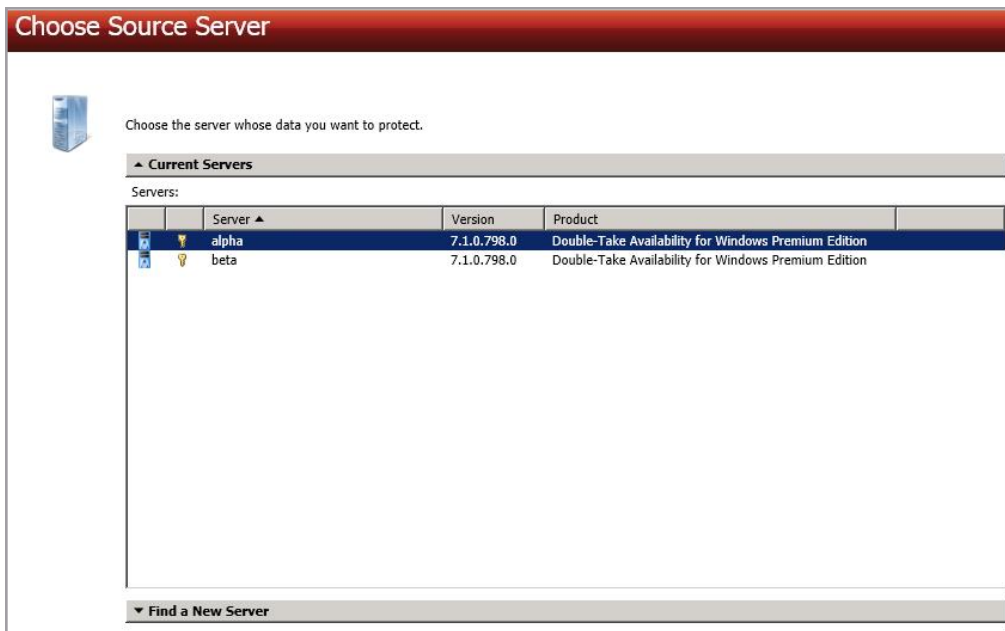 Choose Source Server
Choose the server whose data you want to protect.
▲ Current Servers
Servers:
Server ▲ Version Product
alpha 7.1.0.798.0 Double-Take Availability for Windows Premium Edition
beta 7.1.0.798.0 Double-Take Availability for Windows Premium Edition
▼ Find a New Server